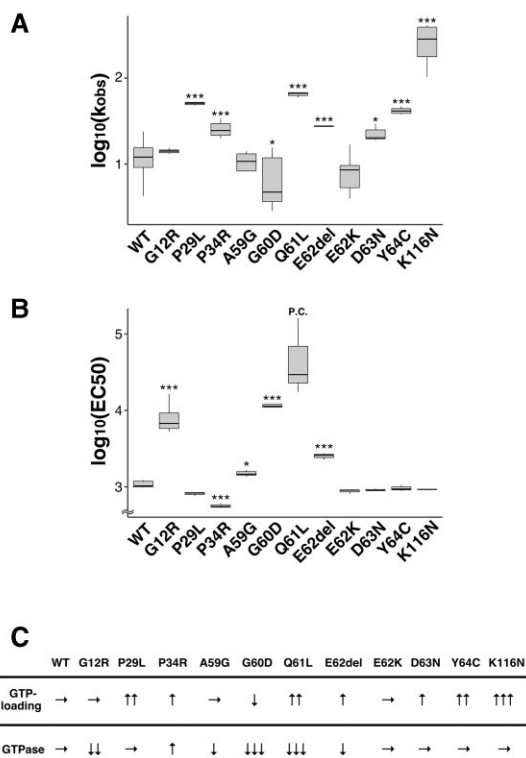 A
***
***
***
***
***
***
*
*
log10(kobs)
2
1
WT G12R P29L P34R A59G G60D Q61L E62del E62K D63N Y64C K116N
B
P.C.
***
***
***
*
***
log10(EC50)
5
4
3
WT G12R P29L P34R A59G G60D Q61L E62del E62K D63N Y64C K116N
C
WT G12R P29L P34R A59G G60D Q61L E62del E62K D63N Y64C K116N
GTP-
loading → → ↑↑ ↑ → ↓ ↑↑ ↑ → ↑ ↑↑ ↑↑↑
GTPase → ↓↓ → ↑ ↓ ↓↓↓ ↓↓↓ ↓ → → → →